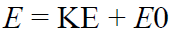 E = KE + E0